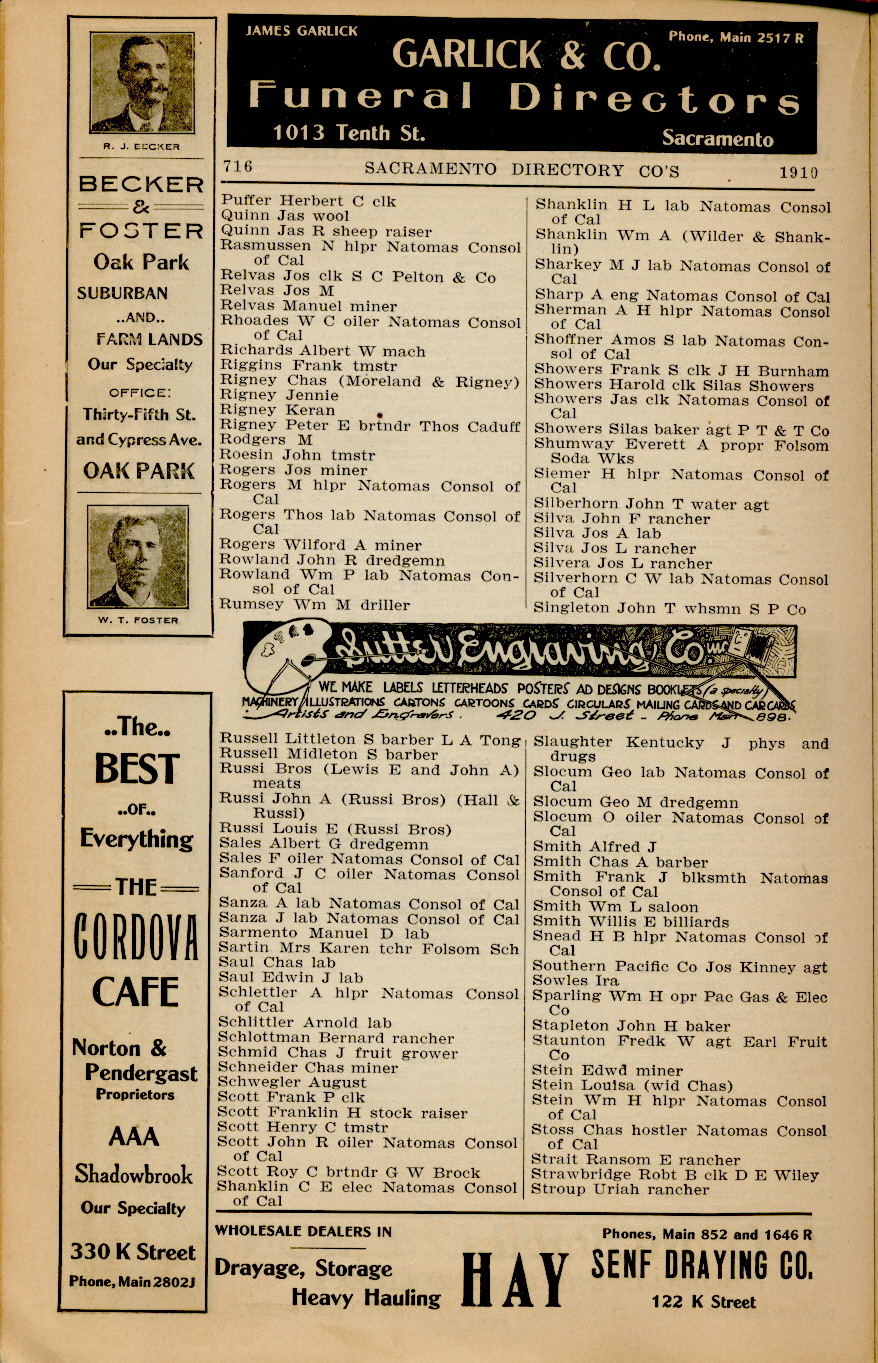 JAMES GARLICK
Phone, Main 2517 R
GARLICK & CO.
Funeral Directors
1013 Tenth St.
Sacramento
R. J. BECKER
BECKER
&
FOSTER
Oak Park
SUBURBAN
..AND..
FARM LANDS
Our Specialty
OFFICE:
Thirty-Fifth St.
and Cypress Ave.
OAK PARK
W. T. FOSTER
716 SACRAMENTO DIRECTORY CO'S 1910
Puffer Herbert C clk
Quinn Jas wool
Quinn Jas R sheep raiser
Rasmussen N hlpr Natomas Consol
of Cal
Relvas Jos clk S C Pelton & Co
Relvas Jos M
Relvas Manuel miner
Rhoades W C oiler Natomas Consol
of Cal
Richards Albert W mach
Riggins Frank tmstr
Rigney Chas (Moreland & Rigney)
Rigney Jennie
Rigney Keran
Rigney Peter E brtndr Thos Caduff
Rodgers M
Roesin John tmstr
Rogers Jos miner
Rogers M hlpr Natomas Consol of
Cal
Rogers Thos lab Natomas Consol of
Cal
Rogers Wilford A miner
Rowland John R dredgemn
Rowland Wm P lab Natomas Con-
sol of Cal
Rumsey Wm M driller
Shanklin H L lab Natomas Consol
of Cal
Shanklin Wm A (Wilder & Shank-
lin)
Sharkey M J lab Natomas Consol of
Cal
Sharp A eng Natomas Consol of Cal
Sherman A H hlpr Natomas Consol
of Cal
Shoffner Amos S lab Natomas Con-
sol of Cal
Showers Frank S clk J H Burnham
Showers Harold clk Silas Showers
Showers Jas clk Natomas Consol of
Cal
Showers Silas baker agt P T & T Co
Shumway Everett A propr Folsom
Soda Wks
Siemer H hlpr Natomas Consol of
Cal
Silberhorn John T water agt
Silva John F rancher
Silva Jos A lab
Silva Jos L rancher
Silvera Jos L rancher
Silverhorn C W lab Natomas Consol
of Cal
Singleton John T whsmn S P Co
Sutter Engraving Co inc
WE MAKE LABELS LETTERHEADS POSTERS AD DESIGNS BOOKLETS (a specialty)
MACHINERY ILLUSTRATIONS CARTONS CARTOONS CARDS CIRCULARS MAILING CARDS AND CAR CARDS
Artists and Engravers. 420 J. Street - Phone Main 898.
..The..
BEST
..OF..
Everything
THE
CORDOVA
CAFE
Norton &
Pendergast
Proprietors
AAA
Shadowbrook
Our Specialty
330 K Street
Phone, Main 2802J
Russell Littleton S barber L A Tong
Russell Midleton S barber
Russi Bros (Lewis E and John A)
meats
Russi John A (Russi Bros) (Hall &
Russi)
Russi Louis E (Russi Bros)
Sales Albert G dredgemn
Sales F oiler Natomas Consol of Cal
Sanford J C oiler Natomas Consol
of Cal
Sanza A lab Natomas Consol of Cal
Sanza J lab Natomas Consol of Cal
Sarmento Manuel D lab
Sartin Mrs Karen tchr Folsom Sch
Saul Chas lab
Saul Edwin J lab
Schlettler A hlpr Natomas Consol
of Cal
Schlittler Arnold lab
Schlottman Bernard rancher
Schmid Chas J fruit grower
Schneider Chas miner
Schwegler August
Scott Frank P clk
Scott Franklin H stock raiser
Scott Henry C tmstr
Scott John R oiler Natomas Consol
of Cal
Scott Roy C brtndr G W Brock
Shanklin C E elec Natomas Consol
of Cal
Slaughter Kentucky J phys and
drugs
Slocum Geo lab Natomas Consol of
Cal
Slocum Geo M dredgemn
Slocum O oiler Natomas Consol of
Cal
Smith Alfred J
Smith Chas A barber
Smith Frank J blksmth Natomas
Consol of Cal
Smith Wm L saloon
Smith Willis E billiards
Snead H B hlpr Natomas Consol of
Cal
Southern Pacific Co Jos Kinney agt
Sowles Ira
Sparling Wm H opr Pac Gas & Elec
Co
Stapleton John H baker
Staunton Fredk W agt Earl Fruit
Co
Stein Edwd miner
Stein Louisa (wid Chas)
Stein Wm H hlpr Natomas Consol
of Cal
Stoss Chas hostler Natomas Consol
of Cal
Strait Ransom E rancher
Strawbridge Robt B clk D E Wiley
Stroup Uriah rancher
WHOLESALE DEALERS IN
Drayage, Storage
Heavy Hauling
HAY
Phones, Main 852 and 1646 R
SENF DRAYING CO.
122 K Street